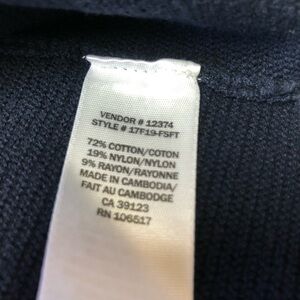 VENDOR # 12374
STYLE # 17F19-FSFT
72% COTTON/COTON
19% NYLON/NYLON
9% RAYON/RAYONNE
MADE IN CAMBODIA/
FAIT AU CAMBODGE
CA 39123
RN 106517